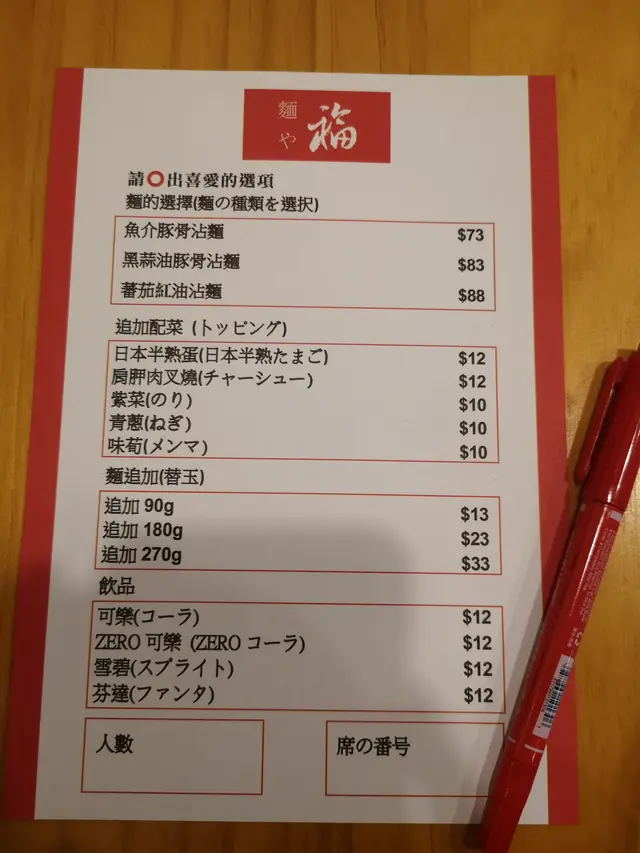 麵や 福
請⭕出喜愛的選項
麵的選擇(麵の種類を選択)
魚介豚骨沾麵 $73
黑蒜油豚骨沾麵 $83
蕃茄紅油沾麵 $88
追加配菜 (トッピング)
日本半熟蛋(日本半熟たまご) $12
肩胛肉叉燒(チャーシュー) $12
紫菜(のり) $10
青蔥(ねぎ) $10
味筍(メンマ) $10
麵追加(替玉)
追加 90g $13
追加 180g $23
追加 270g $33
飲品
可樂(コーラ) $12
ZERO 可樂 (ZERO コーラ) $12
雪碧(スプライト) $12
芬達(ファンタ) $12
人數 席の番号